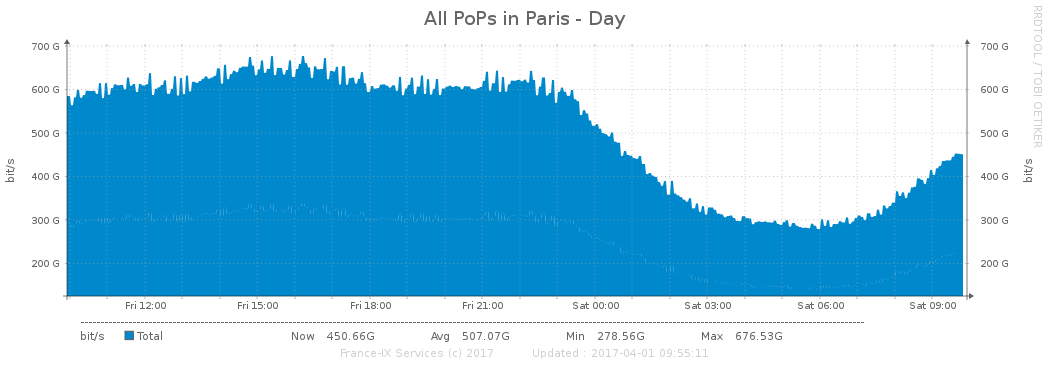 All PoPs in Paris - Day
RRDTOOL / TOBI OETIKER
700 G 700 G
600 G 600 G
500 G 500 G
400 G 400 G
300 G 300 G
200 G 200 G
bit/s
bit/s
Fri 12:00 Fri 15:00 Fri 18:00 Fri 21:00 Sat 00:00 Sat 03:00 Sat 06:00 Sat 09:00
bit/s Total Now 450.66G Avg 507.07G Min 278.56G Max 676.53G
France-IX Services (c) 2017 Updated : 2017-04-01 09:55:11